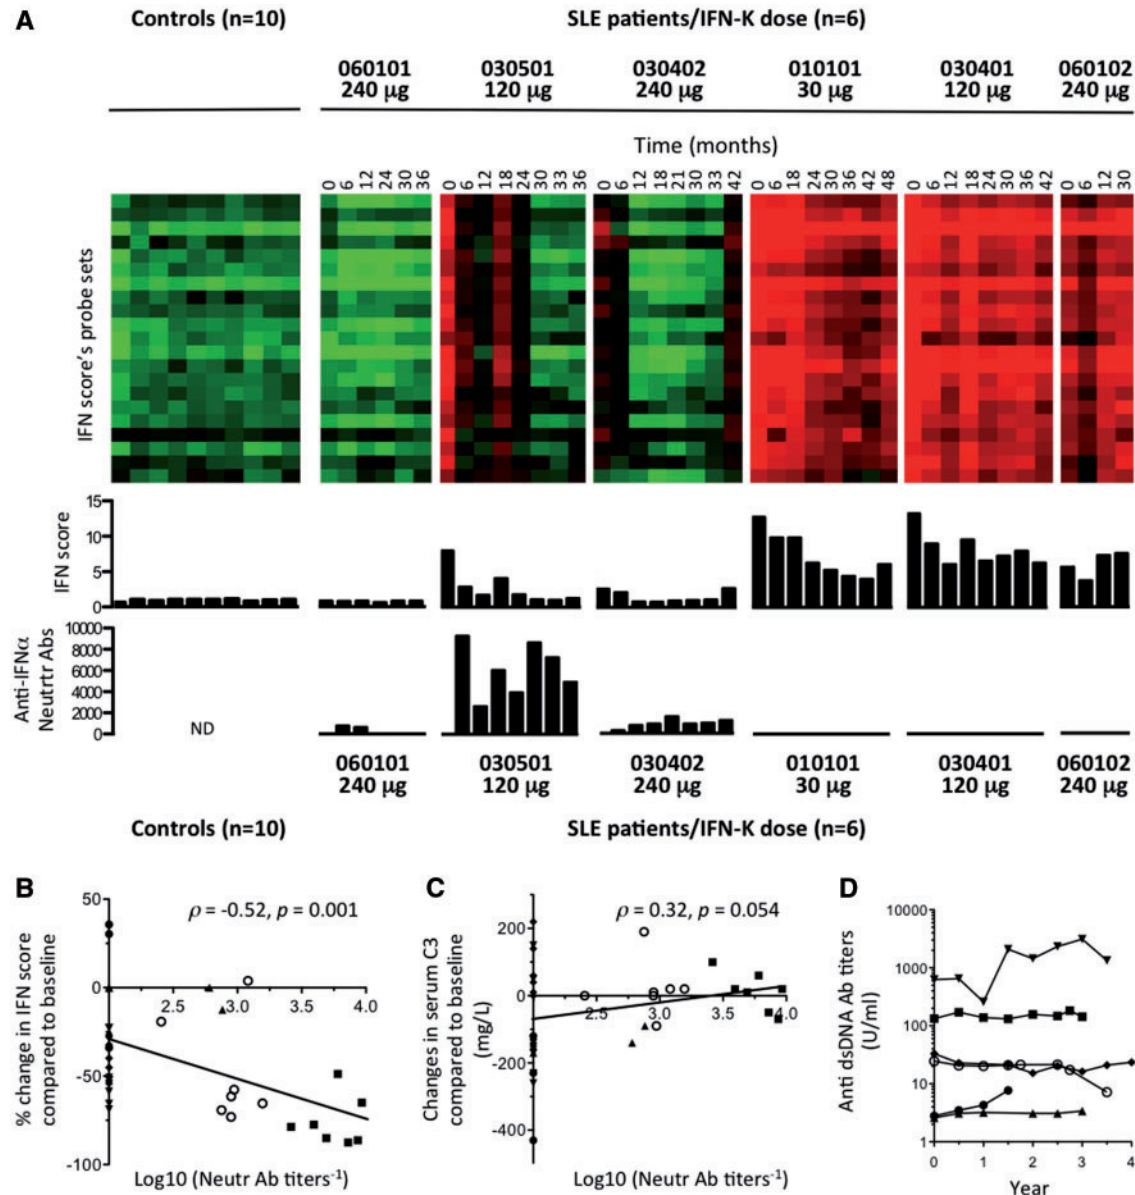 A
Controls (n=10) SLE patients/IFN-K dose (n=6)
060101 030501 030402 010101 030401 060102
240 µg 120 µg 240 µg 30 µg 120 µg 240 µg
Time (months)
0 6 12 24 30 36 0 6 12 18 24 30 33 36 0 6 12 18 21 30 33 42 0 6 18 24 30 36 42 48 0 6 12 18 24 30 36 42 0 6 12 30
IFN score's probe sets
15
10
5
0
IFN score
10000
8000
6000
4000
2000
0
Anti-IFNα
Neutrtr Abs
ND
060101 030501 030402 010101 030401 060102
240 µg 120 µg 240 µg 30 µg 120 µg 240 µg
Controls (n=10) SLE patients/IFN-K dose (n=6)
B
ρ = -0.52, p = 0.001
50
0
-50
-100
2.5 3.0 3.5 4.0
% change in IFN score
compared to baseline
Log10 (Neutr Ab titers⁻¹)
C
ρ = 0.32, p = 0.054
200
0
-200
-400
2.5 3.0 3.5 4.0
Changes in serum C3
compared to baseline
(mg/L)
Log10 (Neutr Ab titers⁻¹)
D
10000
1000
100
10
1
0 1 2 3 4
Anti dsDNA Ab titers
(U/ml)
Year